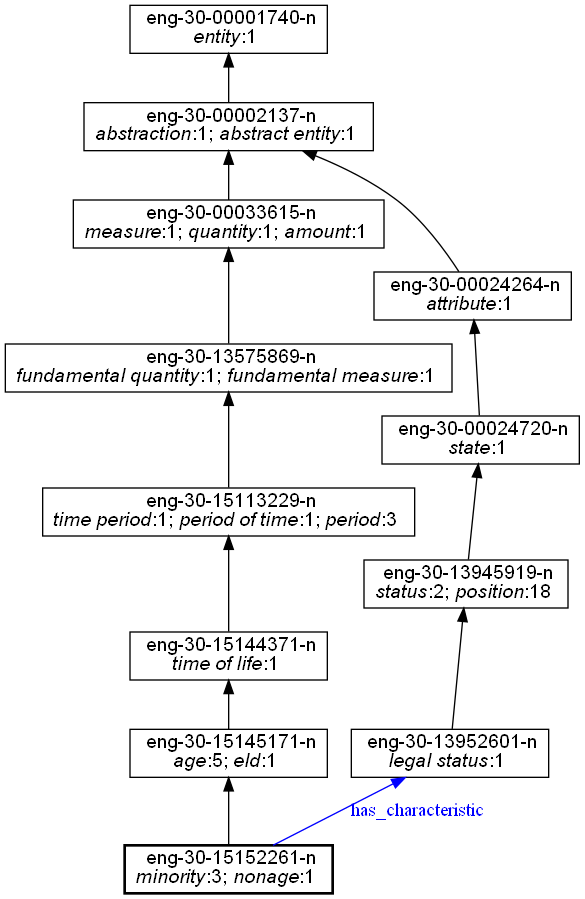 eng-30-00001740-n
entity:1
eng-30-00002137-n
abstraction:1; abstract entity:1
eng-30-00033615-n
measure:1; quantity:1; amount:1
eng-30-00024264-n
attribute:1
eng-30-13575869-n
fundamental quantity:1; fundamental measure:1
eng-30-00024720-n
state:1
eng-30-15113229-n
time period:1; period of time:1; period:3
eng-30-13945919-n
status:2; position:18
eng-30-15144371-n
time of life:1
eng-30-15145171-n
age:5; eld:1
eng-30-13952601-n
legal status:1
has_characteristic
eng-30-15152261-n
minority:3; nonage:1